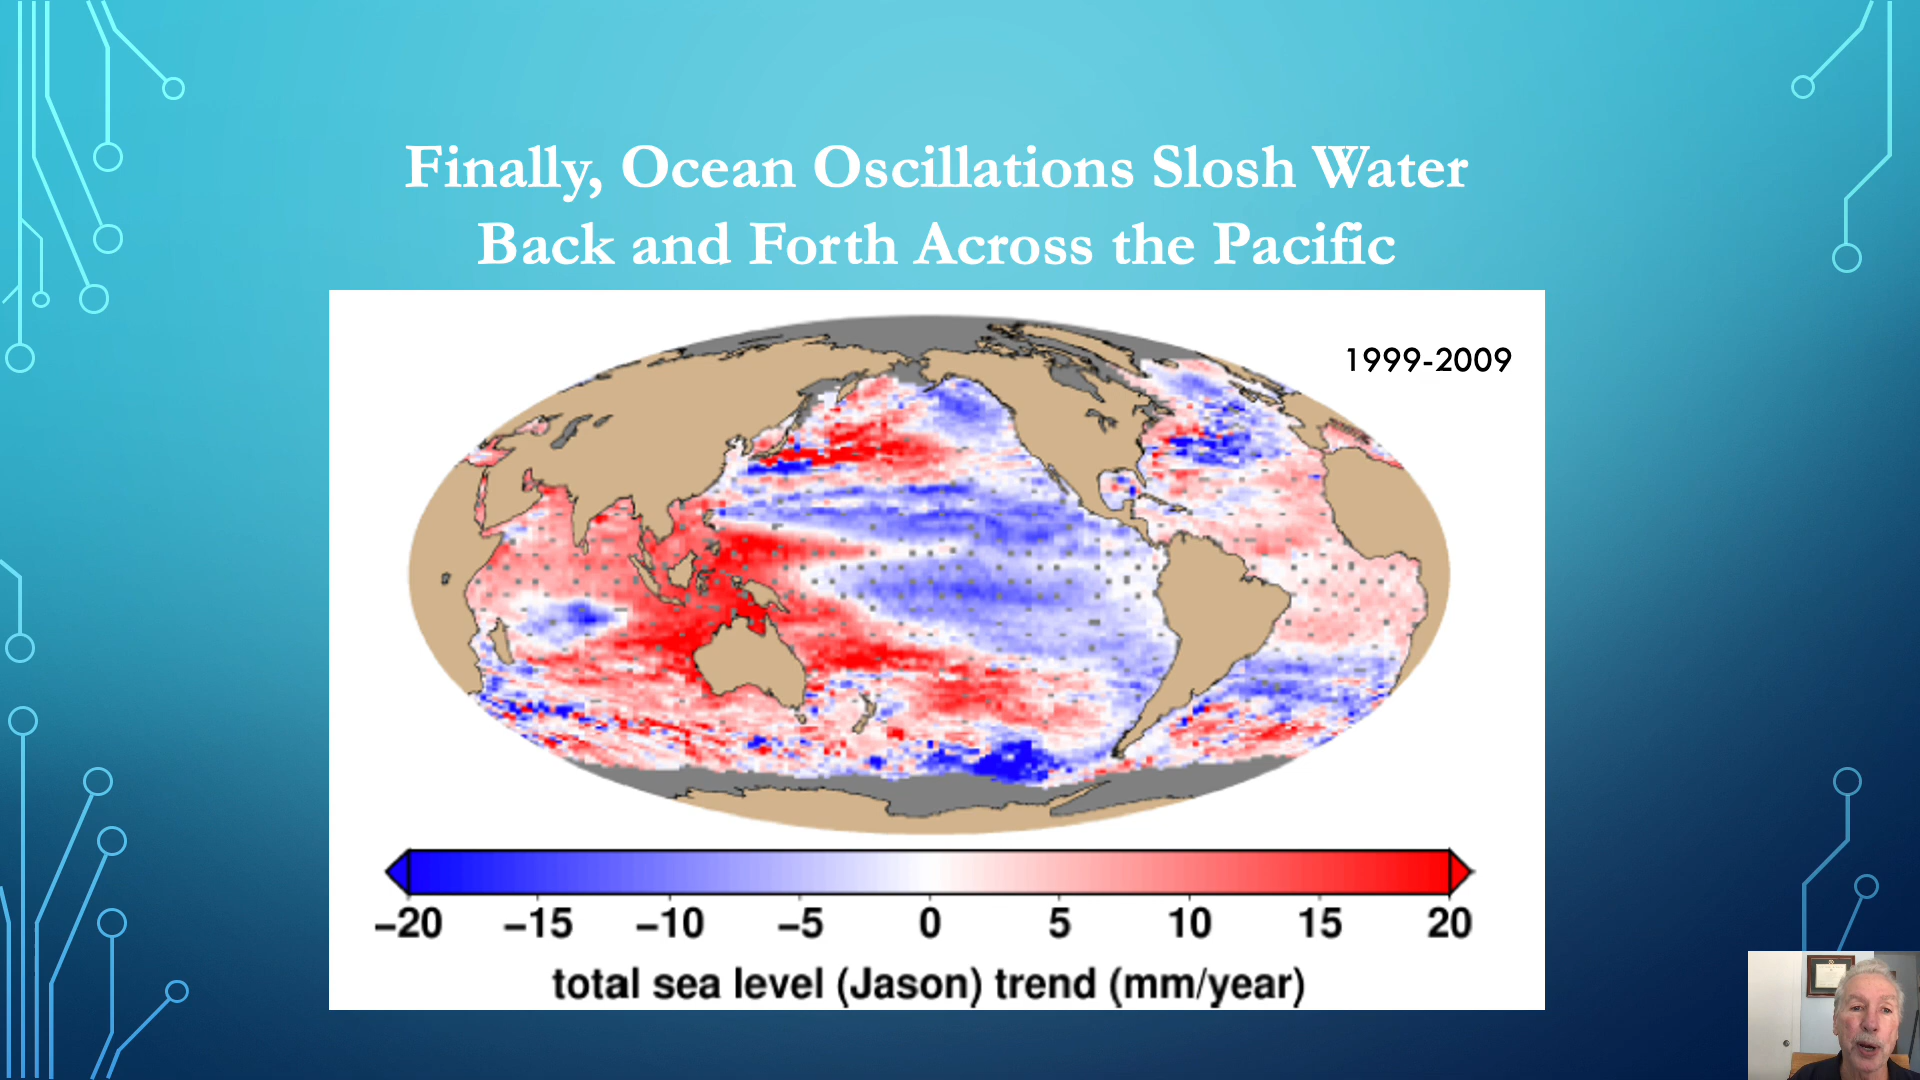 Finally, Ocean Oscillations Slosh Water
Back and Forth Across the Pacific
1999-2009
−20 −15 −10 −5 0 5 10 15 20
total sea level (Jason) trend (mm/year)